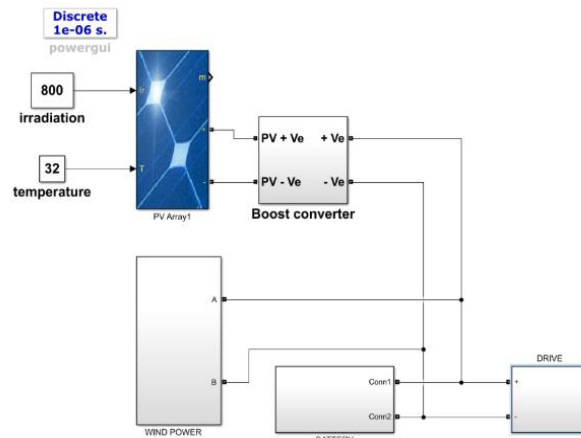 Discrete
1e-06 s.
powergui
800
irradiation
32
temperature
Ir
T
m
+
-
PV Array1
PV + Ve
+ Ve
PV - Ve
- Ve
Boost converter
A
B
WIND POWER
Conn1
Conn2
DRIVE
+
-